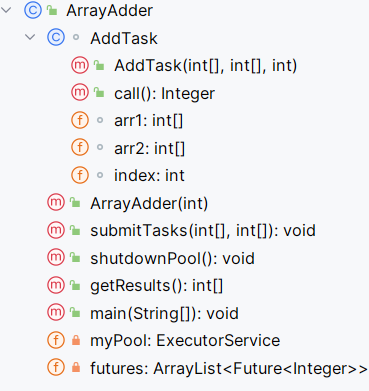 ArrayAdder
AddTask
AddTask(int[], int[], int)
call(): Integer
arr1: int[]
arr2: int[]
index: int
ArrayAdder(int)
submitTasks(int[], int[]): void
shutdownPool(): void
getResults(): int[]
main(String[]): void
myPool: ExecutorService
futures: ArrayList<Future<Integer>>